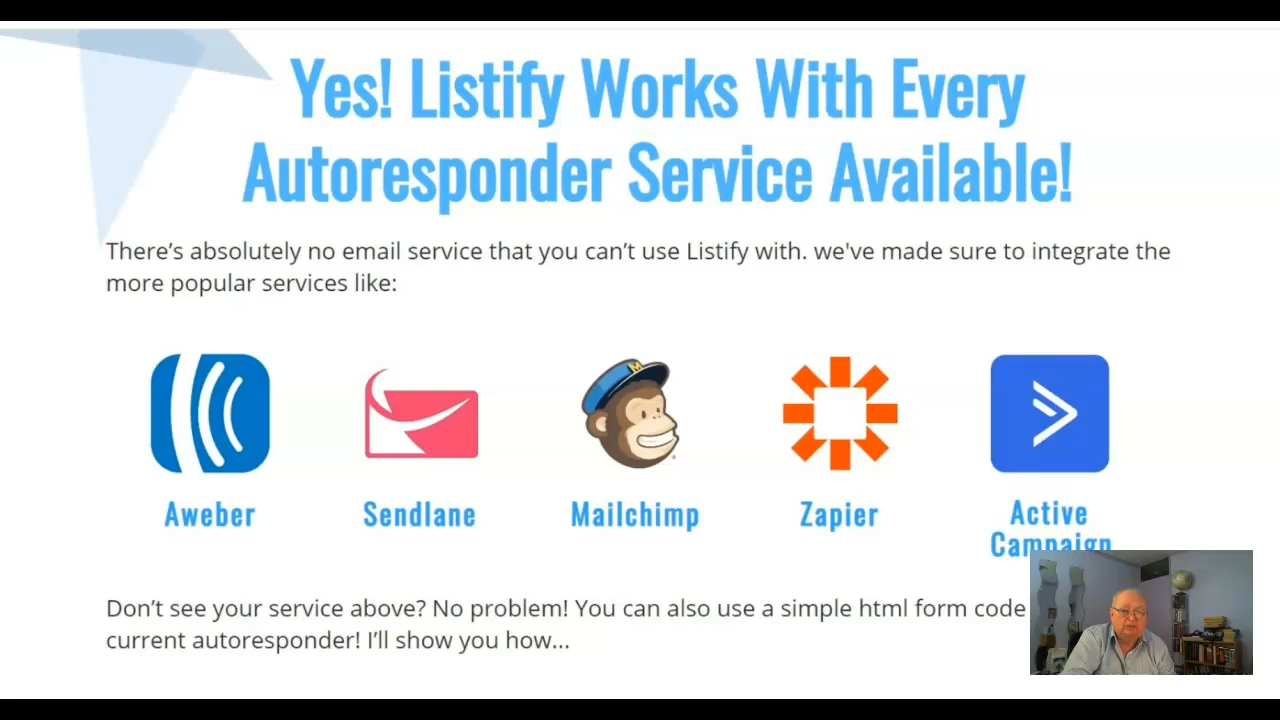 Yes! Listify Works With Every
Autoresponder Service Available!
There's absolutely no email service that you can't use Listify with. we've made sure to integrate the
more popular services like:
Aweber
Sendlane
Mailchimp
Zapier
Active
Campaign
Don't see your service above? No problem! You can also use a simple html form code
current autoresponder! I'll show you how...